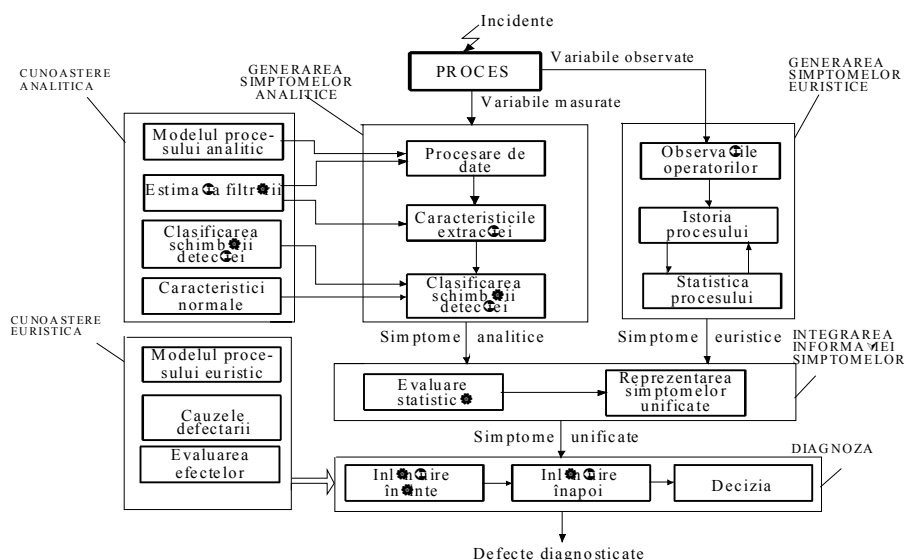 Incidente
PROCES
Variabile observate
Variabile masurate
CUNOASTERE
ANALITICA
GENERAREA
SIMPTOMELOR
ANALITICE
GENERAREA
SIMPTOMELOR
EURISTICE
Modelul proce-
sului analitic
Clasificarea
Caracteristici
normale
Procesare de
date
Caracteristicile
Clasificarea
operatorilor
Istoria
procesului
Statistica
procesului
Simptome analitice
Simptome euristice
CUNOASTERE
EURISTICA
Modelul proce-
sului euristic
Cauzele
defectarii
Evaluarea
efectelor
INTEGRAREA
SIMPTOMELOR
Evaluare
Reprezentarea
simptomelor
unificate
Simptome unificate
DIAGNOZA
înapoi
Decizia
Defecte diagnosticate